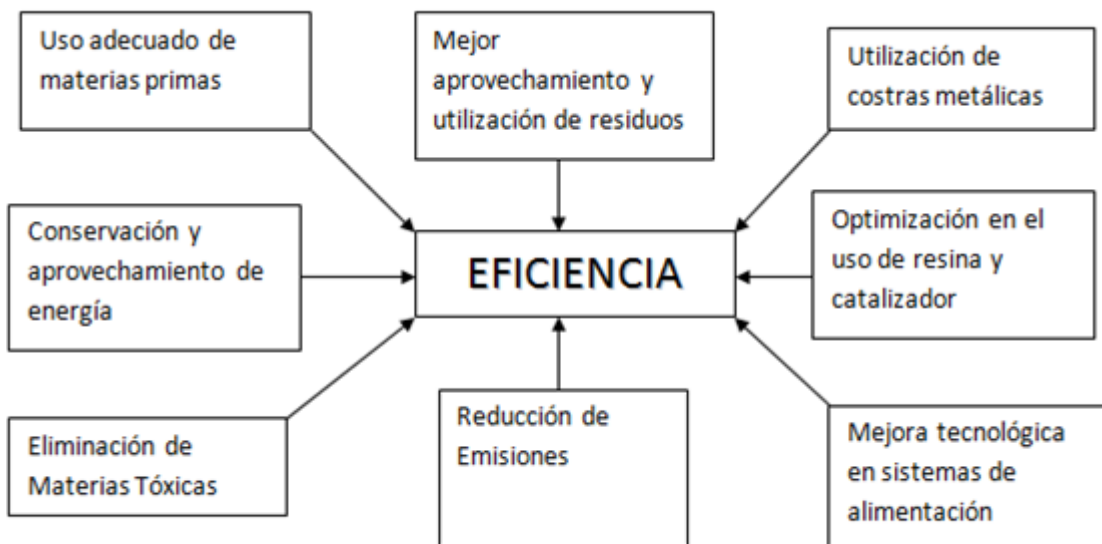 Uso adecuado de
materias primas
Mejor
aprovechamiento y
utilización de residuos
Utilización de
costras metálicas
Conservación y
aprovechamiento de
energía
EFICIENCIA
Optimización en el
uso de resina y
catalizador
Eliminación de
Materias Tóxicas
Reducción de
Emisiones
Mejora tecnológica
en sistemas de
alimentación